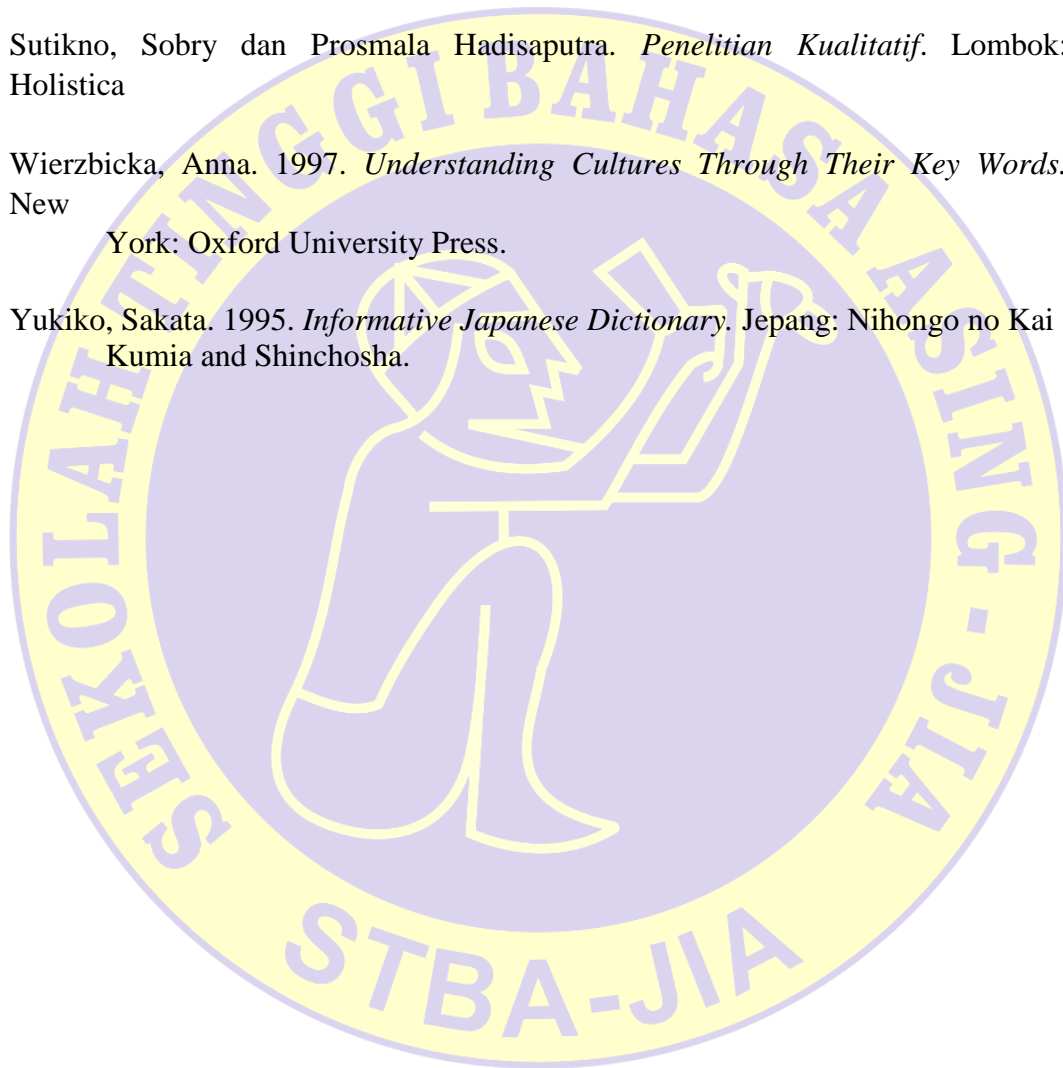 Sutikno, Sobry dan Prosmala Hadisaputra. Penelitian Kualitatif. Lombok:
Holistica
Wierzbicka, Anna. 1997. Understanding Cultures Through Their Key Words.
New
York: Oxford University Press.
Yukiko, Sakata. 1995. Informative Japanese Dictionary. Jepang: Nihongo no Kai
Kumia and Shinchosha.
SEKOLAH TINGGI BAHASA ASING - JIA
STBA-JIA